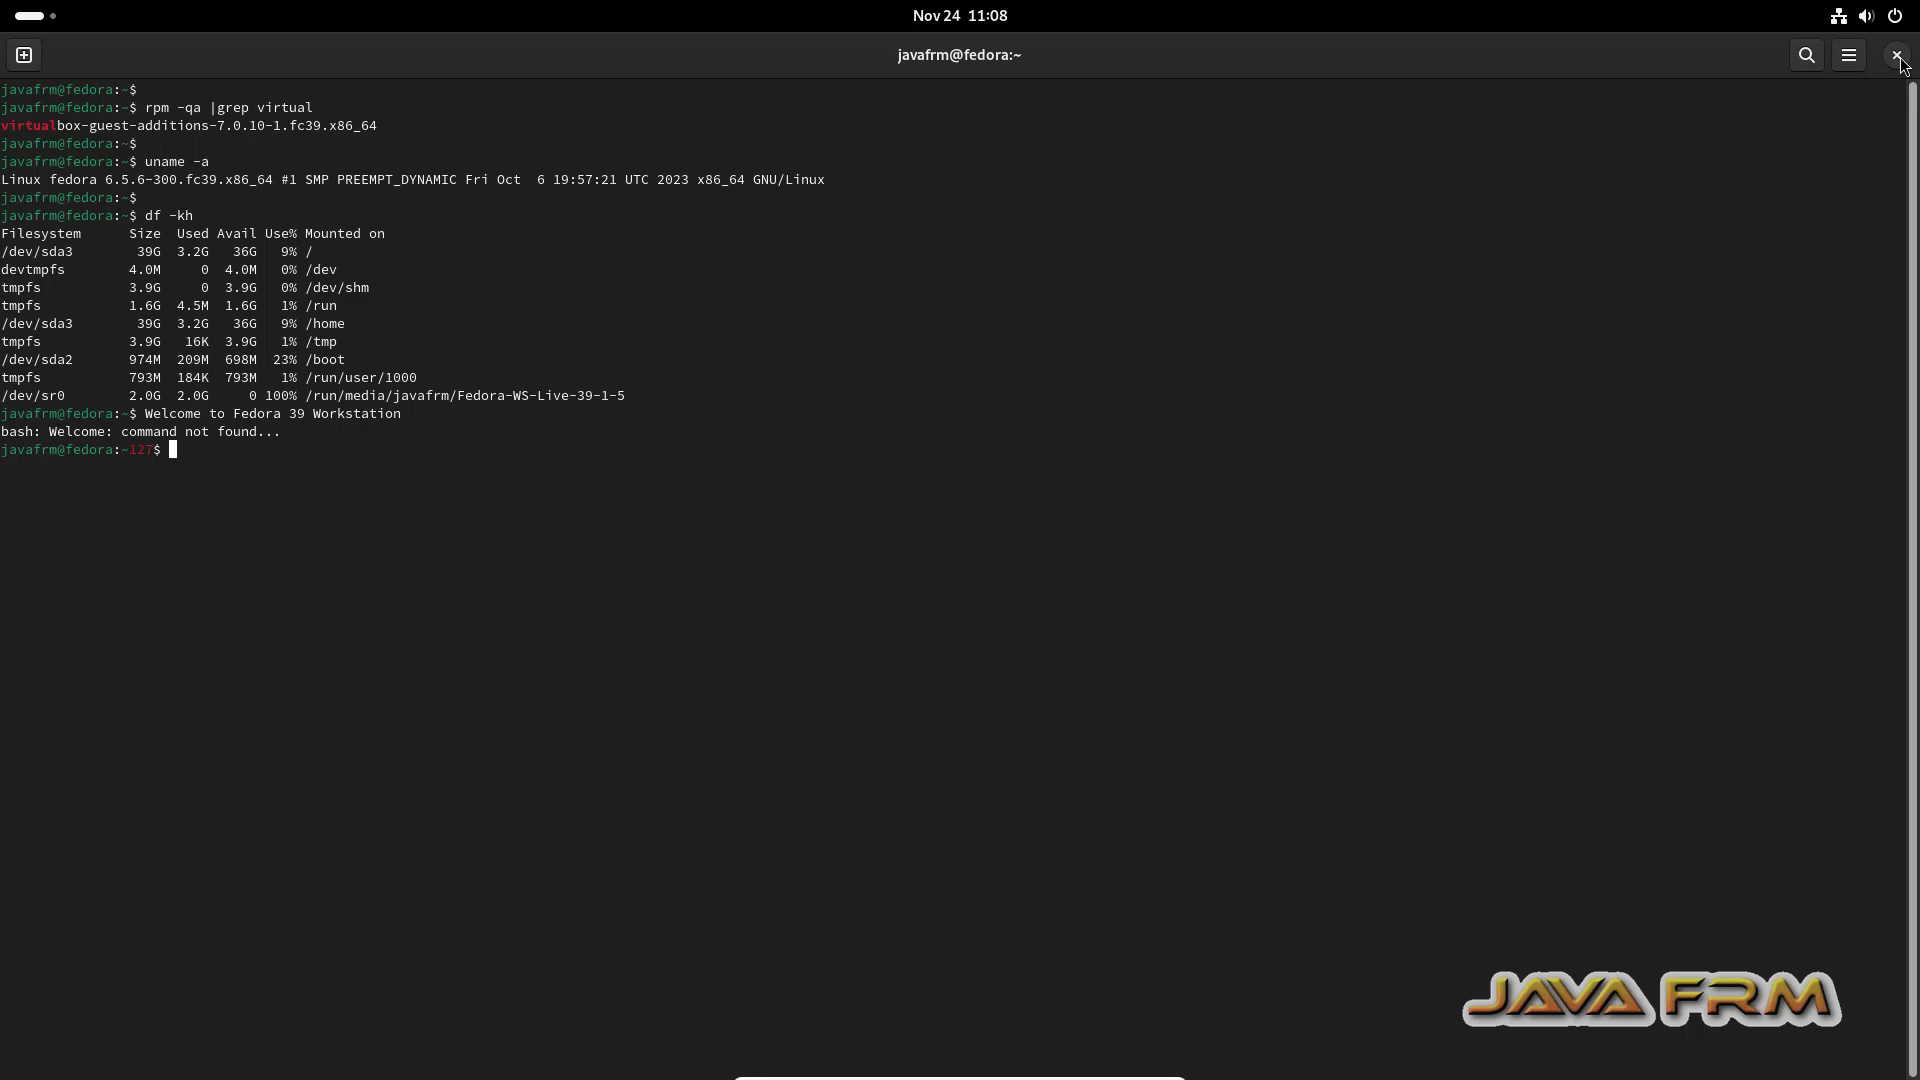 Nov 24 11:08
javafrm@fedora:~
javafrm@fedora:~$
javafrm@fedora:~$ rpm -qa |grep virtual
virtualbox-guest-additions-7.0.10-1.fc39.x86_64
javafrm@fedora:~$
javafrm@fedora:~$ uname -a
Linux fedora 6.5.6-300.fc39.x86_64 #1 SMP PREEMPT_DYNAMIC Fri Oct  6 19:57:21 UTC 2023 x86_64 GNU/Linux
javafrm@fedora:~$
javafrm@fedora:~$ df -kh
Filesystem      Size  Used Avail Use% Mounted on
/dev/sda3        39G  3.2G   36G   9% /
devtmpfs        4.0M     0  4.0M   0% /dev
tmpfs           3.9G     0  3.9G   0% /dev/shm
tmpfs           1.6G  4.5M  1.6G   1% /run
/dev/sda3        39G  3.2G   36G   9% /home
tmpfs           3.9G   16K  3.9G   1% /tmp
/dev/sda2       974M  209M  698M  23% /boot
tmpfs           793M  184K  793M   1% /run/user/1000
/dev/sr0        2.0G  2.0G     0 100% /run/media/javafrm/Fedora-WS-Live-39-1-5
javafrm@fedora:~$ Welcome to Fedora 39 Workstation
bash: Welcome: command not found...
javafrm@fedora:~127$
JAVA FRM